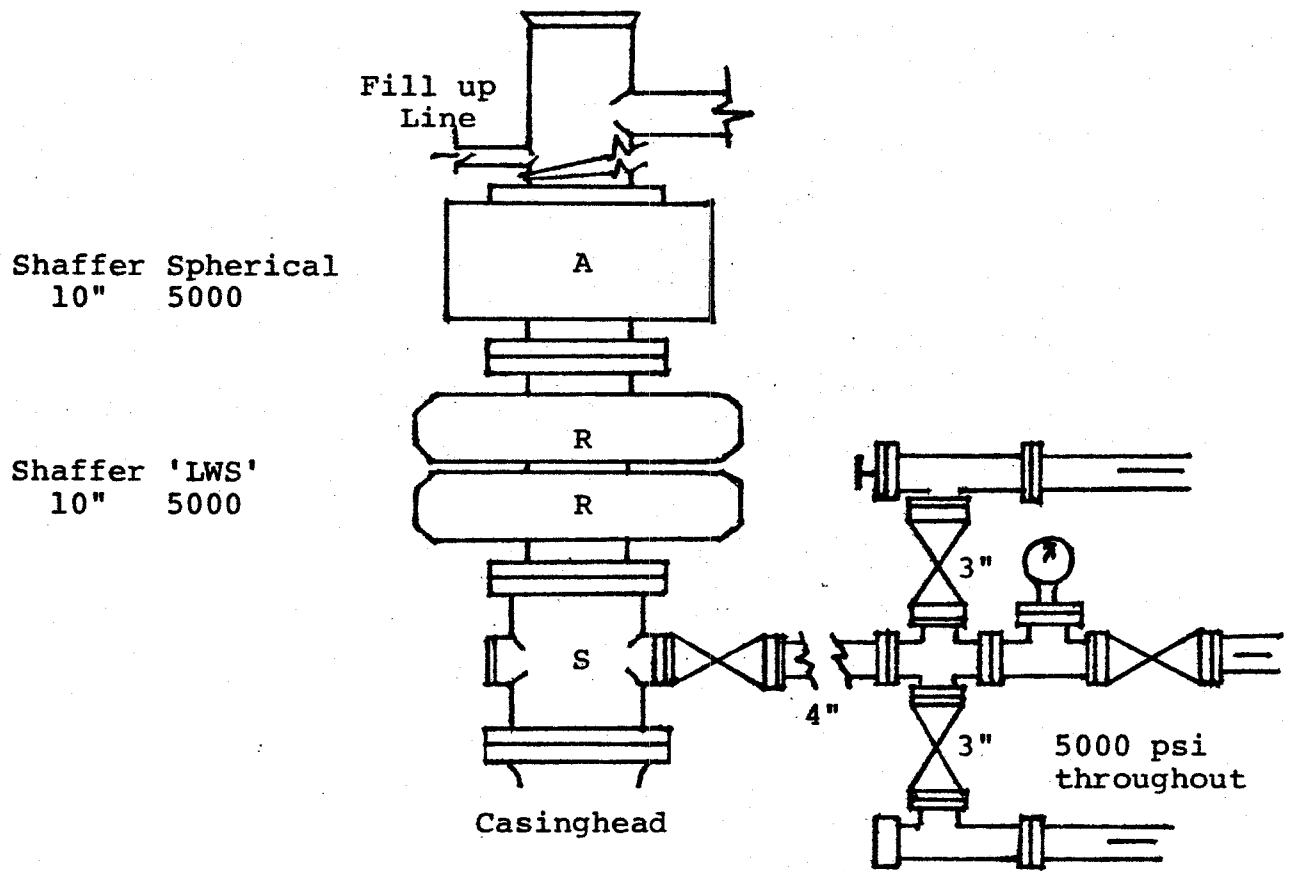 Fill up
Line
Shaffer Spherical
10" 5000
A
Shaffer 'LWS'
10" 5000
R
R
3"
S
4"
3"
5000 psi
throughout
Casinghead